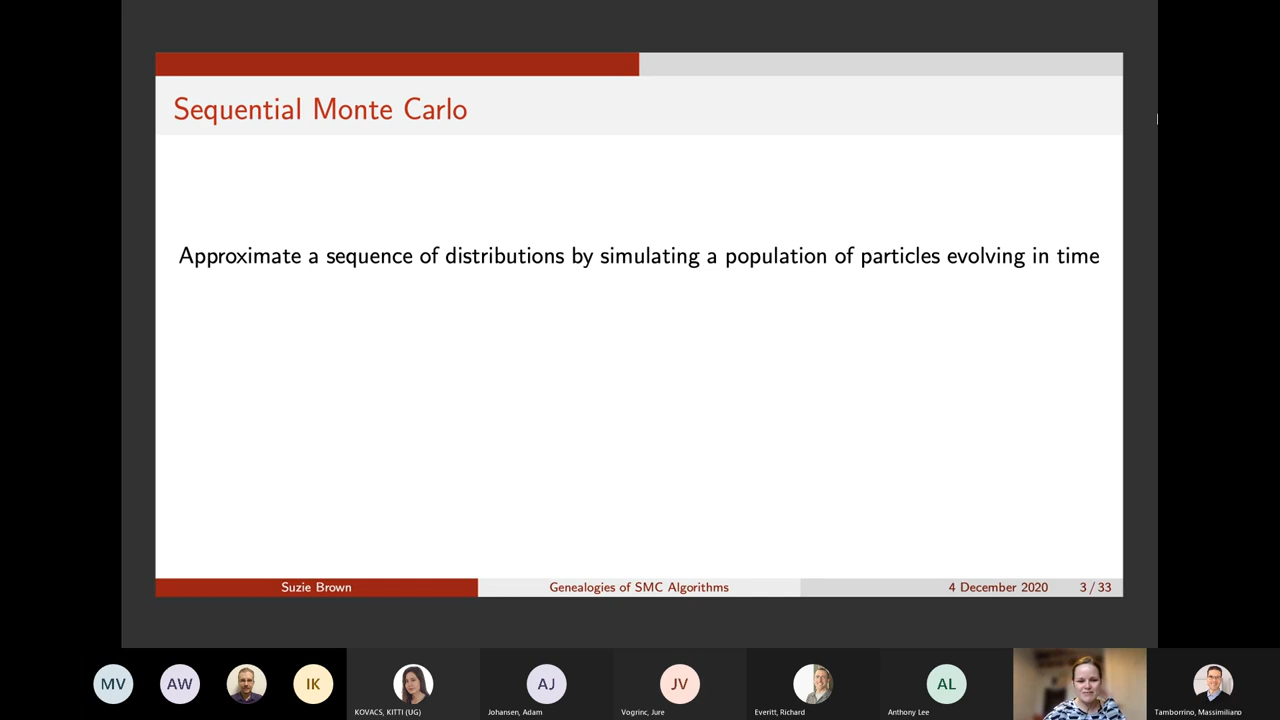 Sequential Monte Carlo
Approximate a sequence of distributions by simulating a population of particles evolving in time
Suzie Brown
Genealogies of SMC Algorithms
4 December 2020
3 / 33
MV
AW
IK
KOVACS, KITTI (UG)
AJ
Johansen, Adam
JV
Vogrinc, Jure
Everitt, Richard
AL
Anthony Lee
Tamborrino, Massimiliano